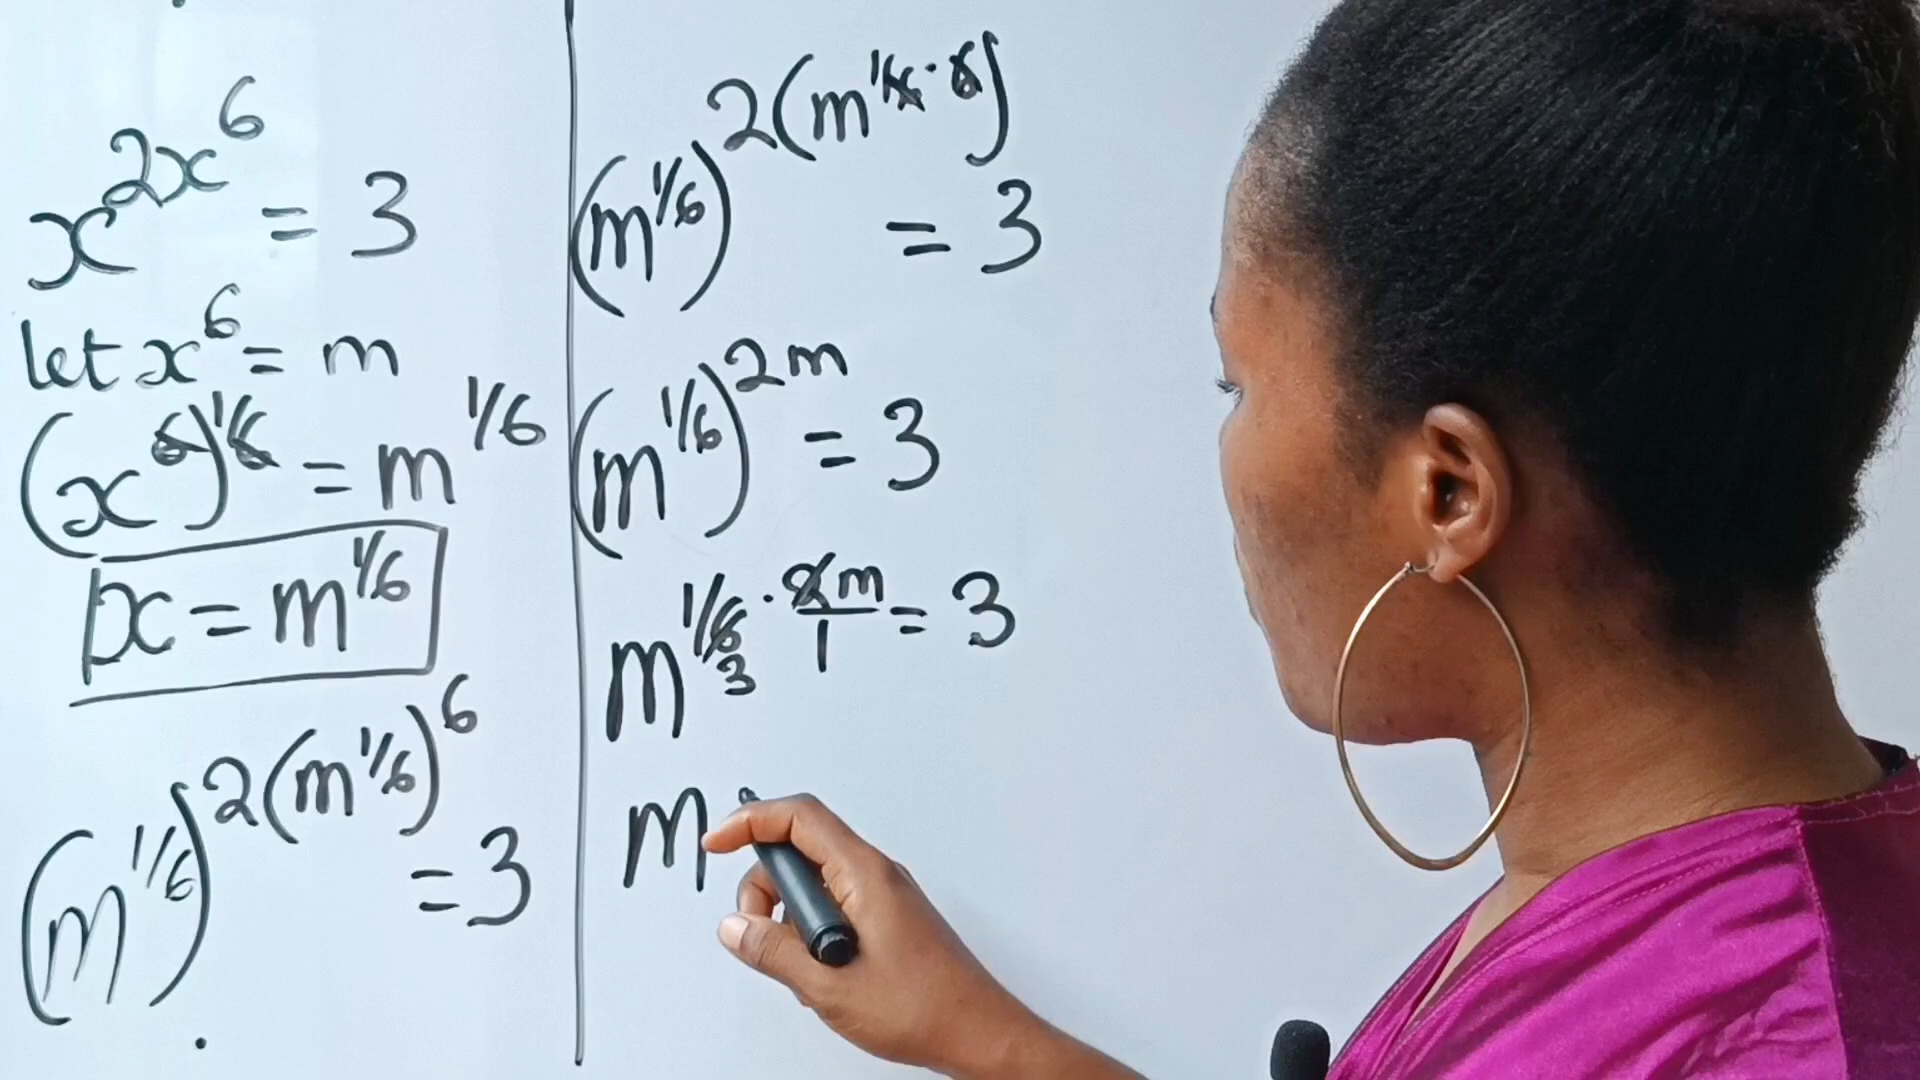 x^{2x^6} = 3
let x^6 = m
(x^6)^{1/6} = m^{1/6}
x = m^{1/6}
(m^{1/6})^{2(m^{1/6})^6} = 3
(m^{1/6})^{2(m^{1/6 · 6})} = 3
(m^{1/6})^{2m} = 3
m^{1/6 3 · 2m/1} = 3
m